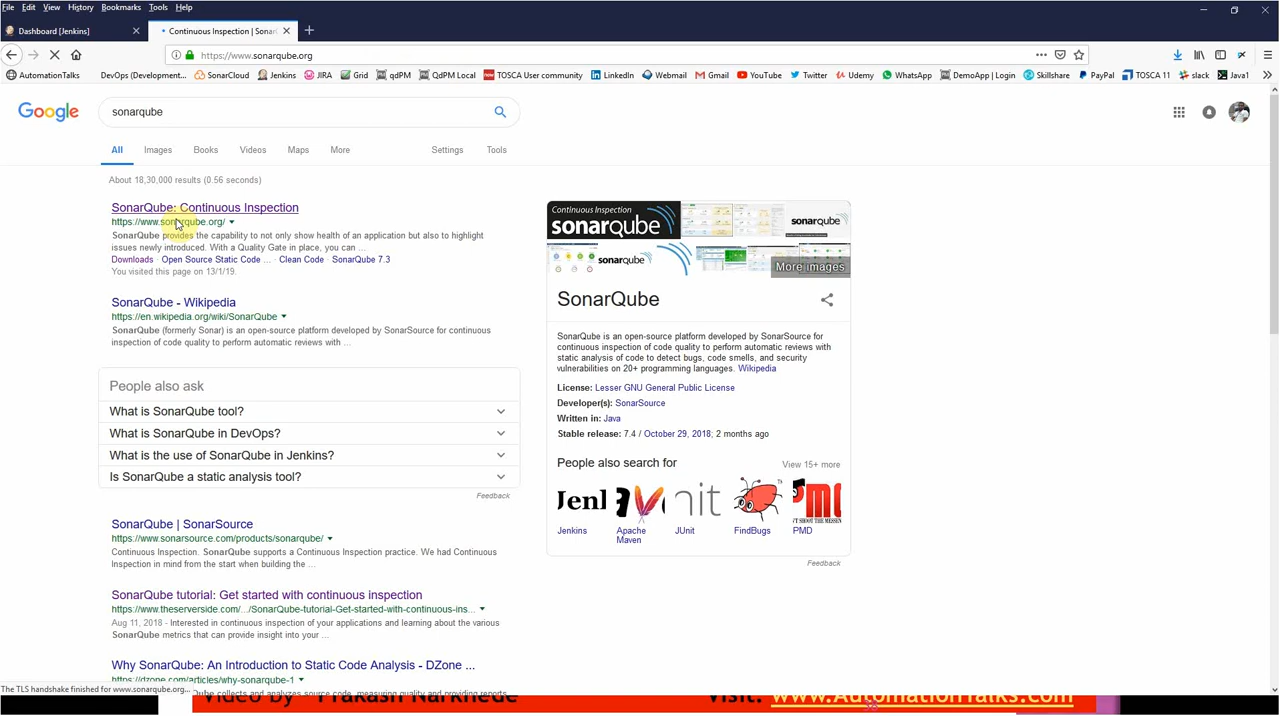 File Edit View History Bookmarks Tools Help
Dashboard [Jenkins]
Continuous Inspection | Sonar
https://www.sonarqube.org
AutomationTalks DevOps (Development... SonarCloud Jenkins JIRA Grid qdPM QdPM Local TOSCA User community LinkedIn Webmail Gmail YouTube Twitter Udemy WhatsApp DemoApp | Login Skillshare PayPal TOSCA 11 slack Java1
Google
sonarqube
All Images Books Videos Maps More Settings Tools
About 18,30,000 results (0.56 seconds)
SonarQube: Continuous Inspection
https://www.sonarqube.org/
SonarQube provides the capability to not only show health of an application but also to highlight
issues newly introduced. With a Quality Gate in place, you can ...
Downloads · Open Source Static Code ... · Clean Code · SonarQube 7.3
You visited this page on 13/1/19.
SonarQube - Wikipedia
https://en.wikipedia.org/wiki/SonarQube
SonarQube (formerly Sonar) is an open-source platform developed by SonarSource for continuous
inspection of code quality to perform automatic reviews with ...
People also ask
What is SonarQube tool?
What is SonarQube in DevOps?
What is the use of SonarQube in Jenkins?
Is SonarQube a static analysis tool?
Feedback
SonarQube | SonarSource
https://www.sonarsource.com/products/sonarqube/
Continuous Inspection. SonarQube supports a Continuous Inspection practice. We had Continuous
Inspection in mind from the start when building the ...
SonarQube tutorial: Get started with continuous inspection
https://www.theserverside.com/.../SonarQube-tutorial-Get-started-with-continuous-ins...
Aug 11, 2018 - Interested in continuous inspection of your applications and learning about the various
SonarQube metrics that can provide insight into your ...
Why SonarQube: An Introduction to Static Code Analysis - DZone ...
https://dzone.com/articles/why-sonarqube-1
Qube collects and analyzes source code, measuring quality and providing reports
The TLS handshake finished for www.sonarqube.org...
Continuous Inspection
sonarqube
sonarqube
sonarqube
More images
SonarQube
SonarQube is an open-source platform developed by SonarSource for
continuous inspection of code quality to perform automatic reviews with
static analysis of code to detect bugs, code smells, and security
vulnerabilities on 20+ programming languages. Wikipedia
License: Lesser GNU General Public License
Developer(s): SonarSource
Written in: Java
Stable release: 7.4 / October 29, 2018; 2 months ago
People also search for
View 15+ more
Jenkins
Apache
Maven
JUnit
FindBugs
PMD
Feedback
Video by - Prakash Narkhede
Visit: www.AutomationTalks.com